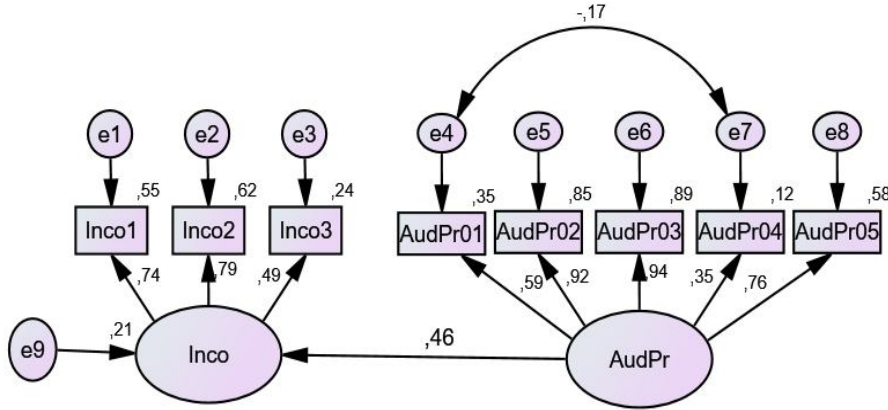 -,17
e1 e2 e3 e4 e5 e6 e7 e8
,55 ,62 ,24 ,35 ,85 ,89 ,12 ,58
Inco1 Inco2 Inco3 AudPr01 AudPr02 AudPr03 AudPr04 AudPr05
,74 ,79 ,49 ,59 ,92 ,94 ,35 ,76
e9 ,21 Inco ,46 AudPr